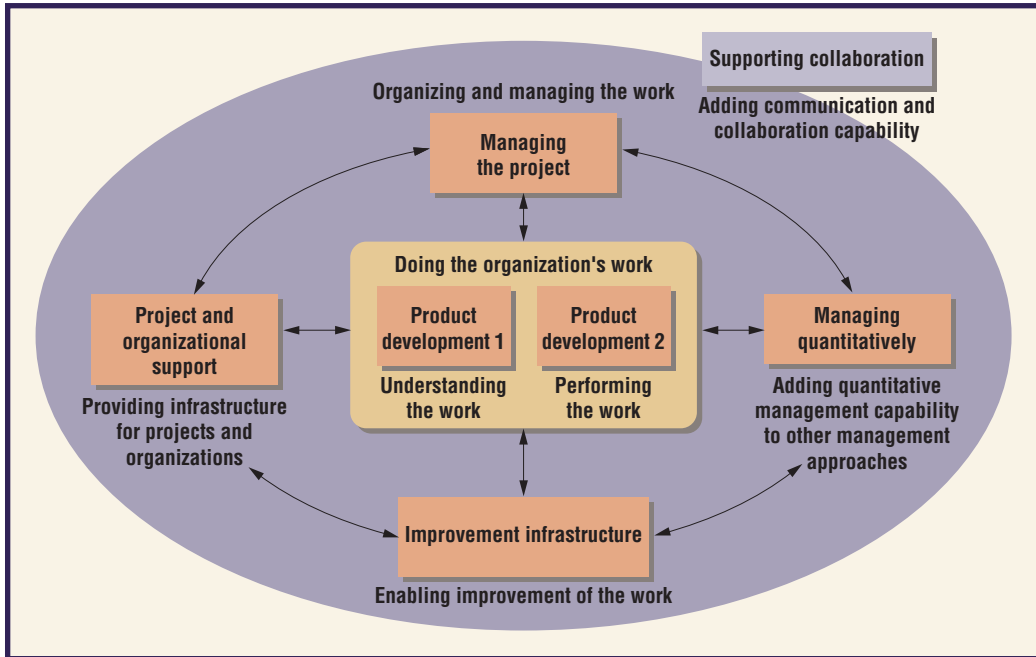 Supporting collaboration
Adding communication and
collaboration capability
Organizing and managing the work
Managing
the project
Doing the organization's work
Product
development 1
Understanding
the work
Product
development 2
Performing
the work
Project and
organizational
support
Providing infrastructure
for projects and
organizations
Managing
quantitatively
Adding quantitative
management capability
to other management
approaches
Improvement infrastructure
Enabling improvement of the work